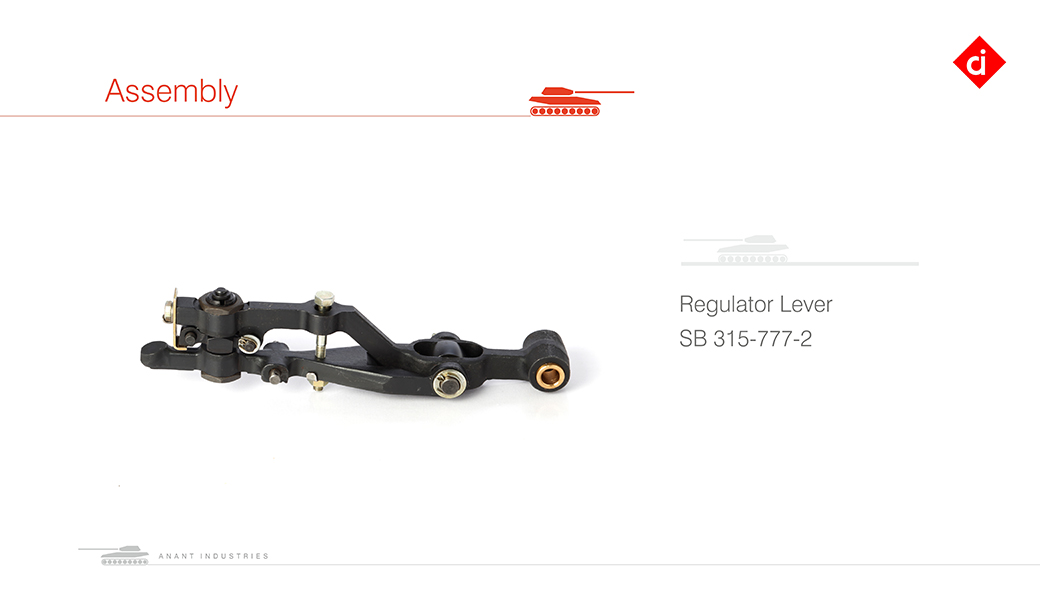 Assembly
Regulator Lever
SB 315-777-2
ANANT INDUSTRIES